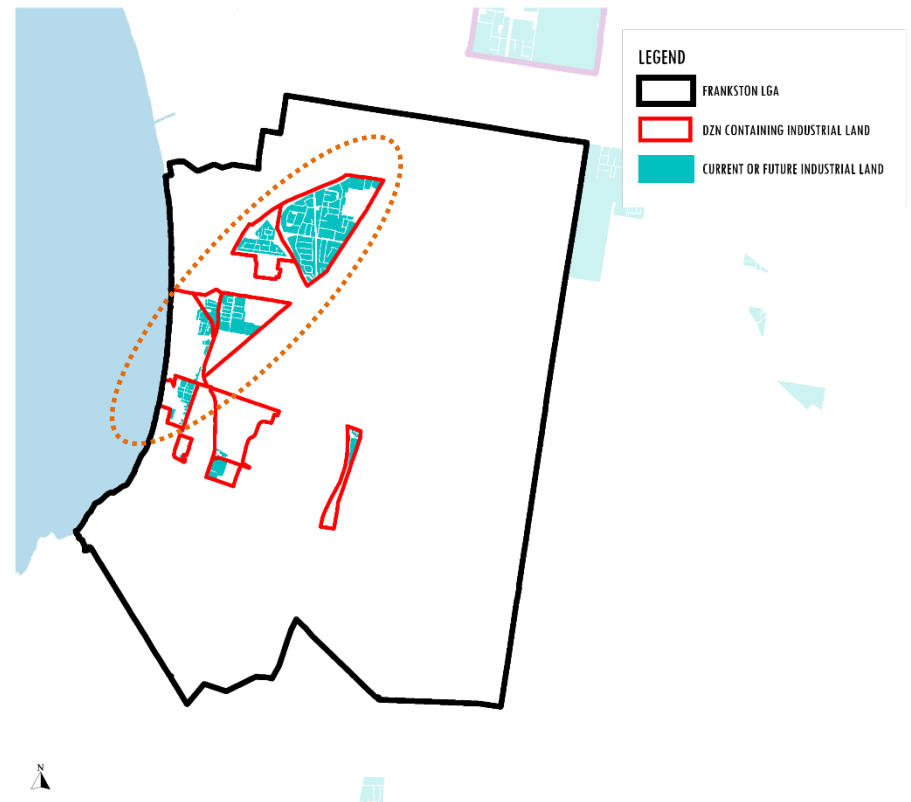 LEGEND
FRANKSTON LGA
DZN CONTAINING INDUSTRIAL LAND
CURRENT OR FUTURE INDUSTRIAL LAND
N